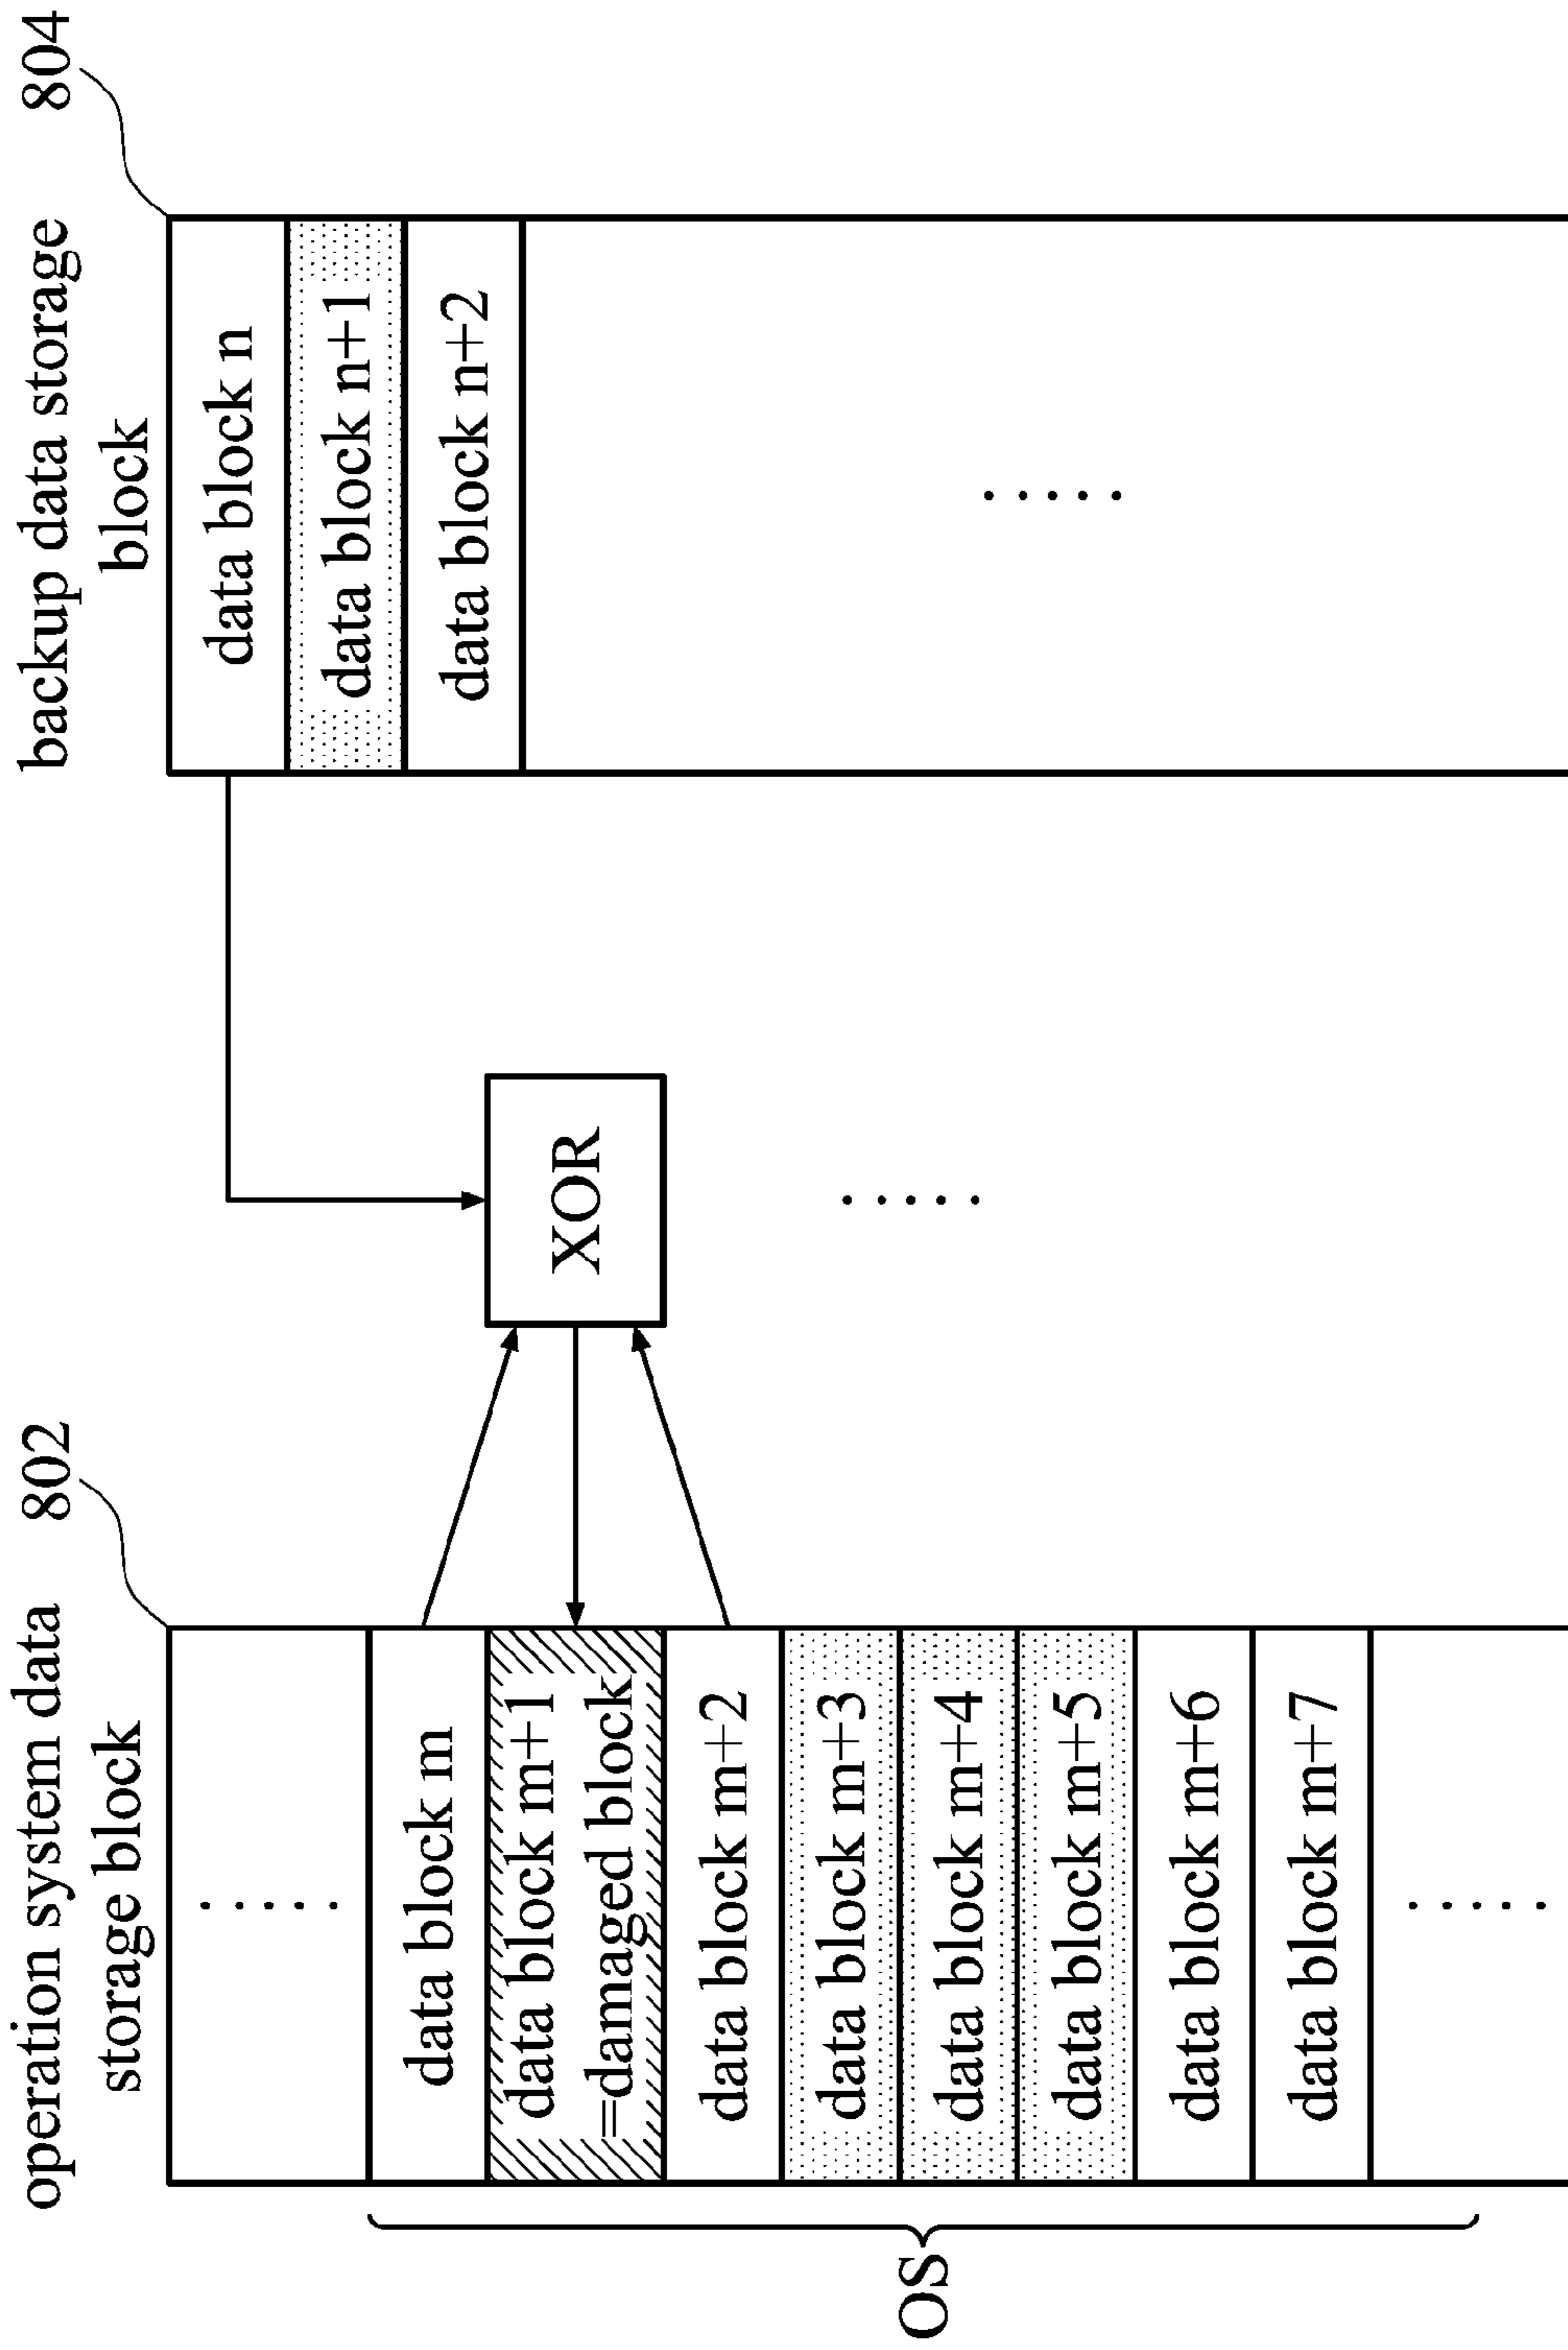 operation system data
storage block
802
data block m
data block m+1
=damaged block
data block m+2
data block m+3
data block m+4
data block m+5
data block m+6
data block m+7
OS
XOR
backup data storage
block
804
data block n
data block n+1
data block n+2